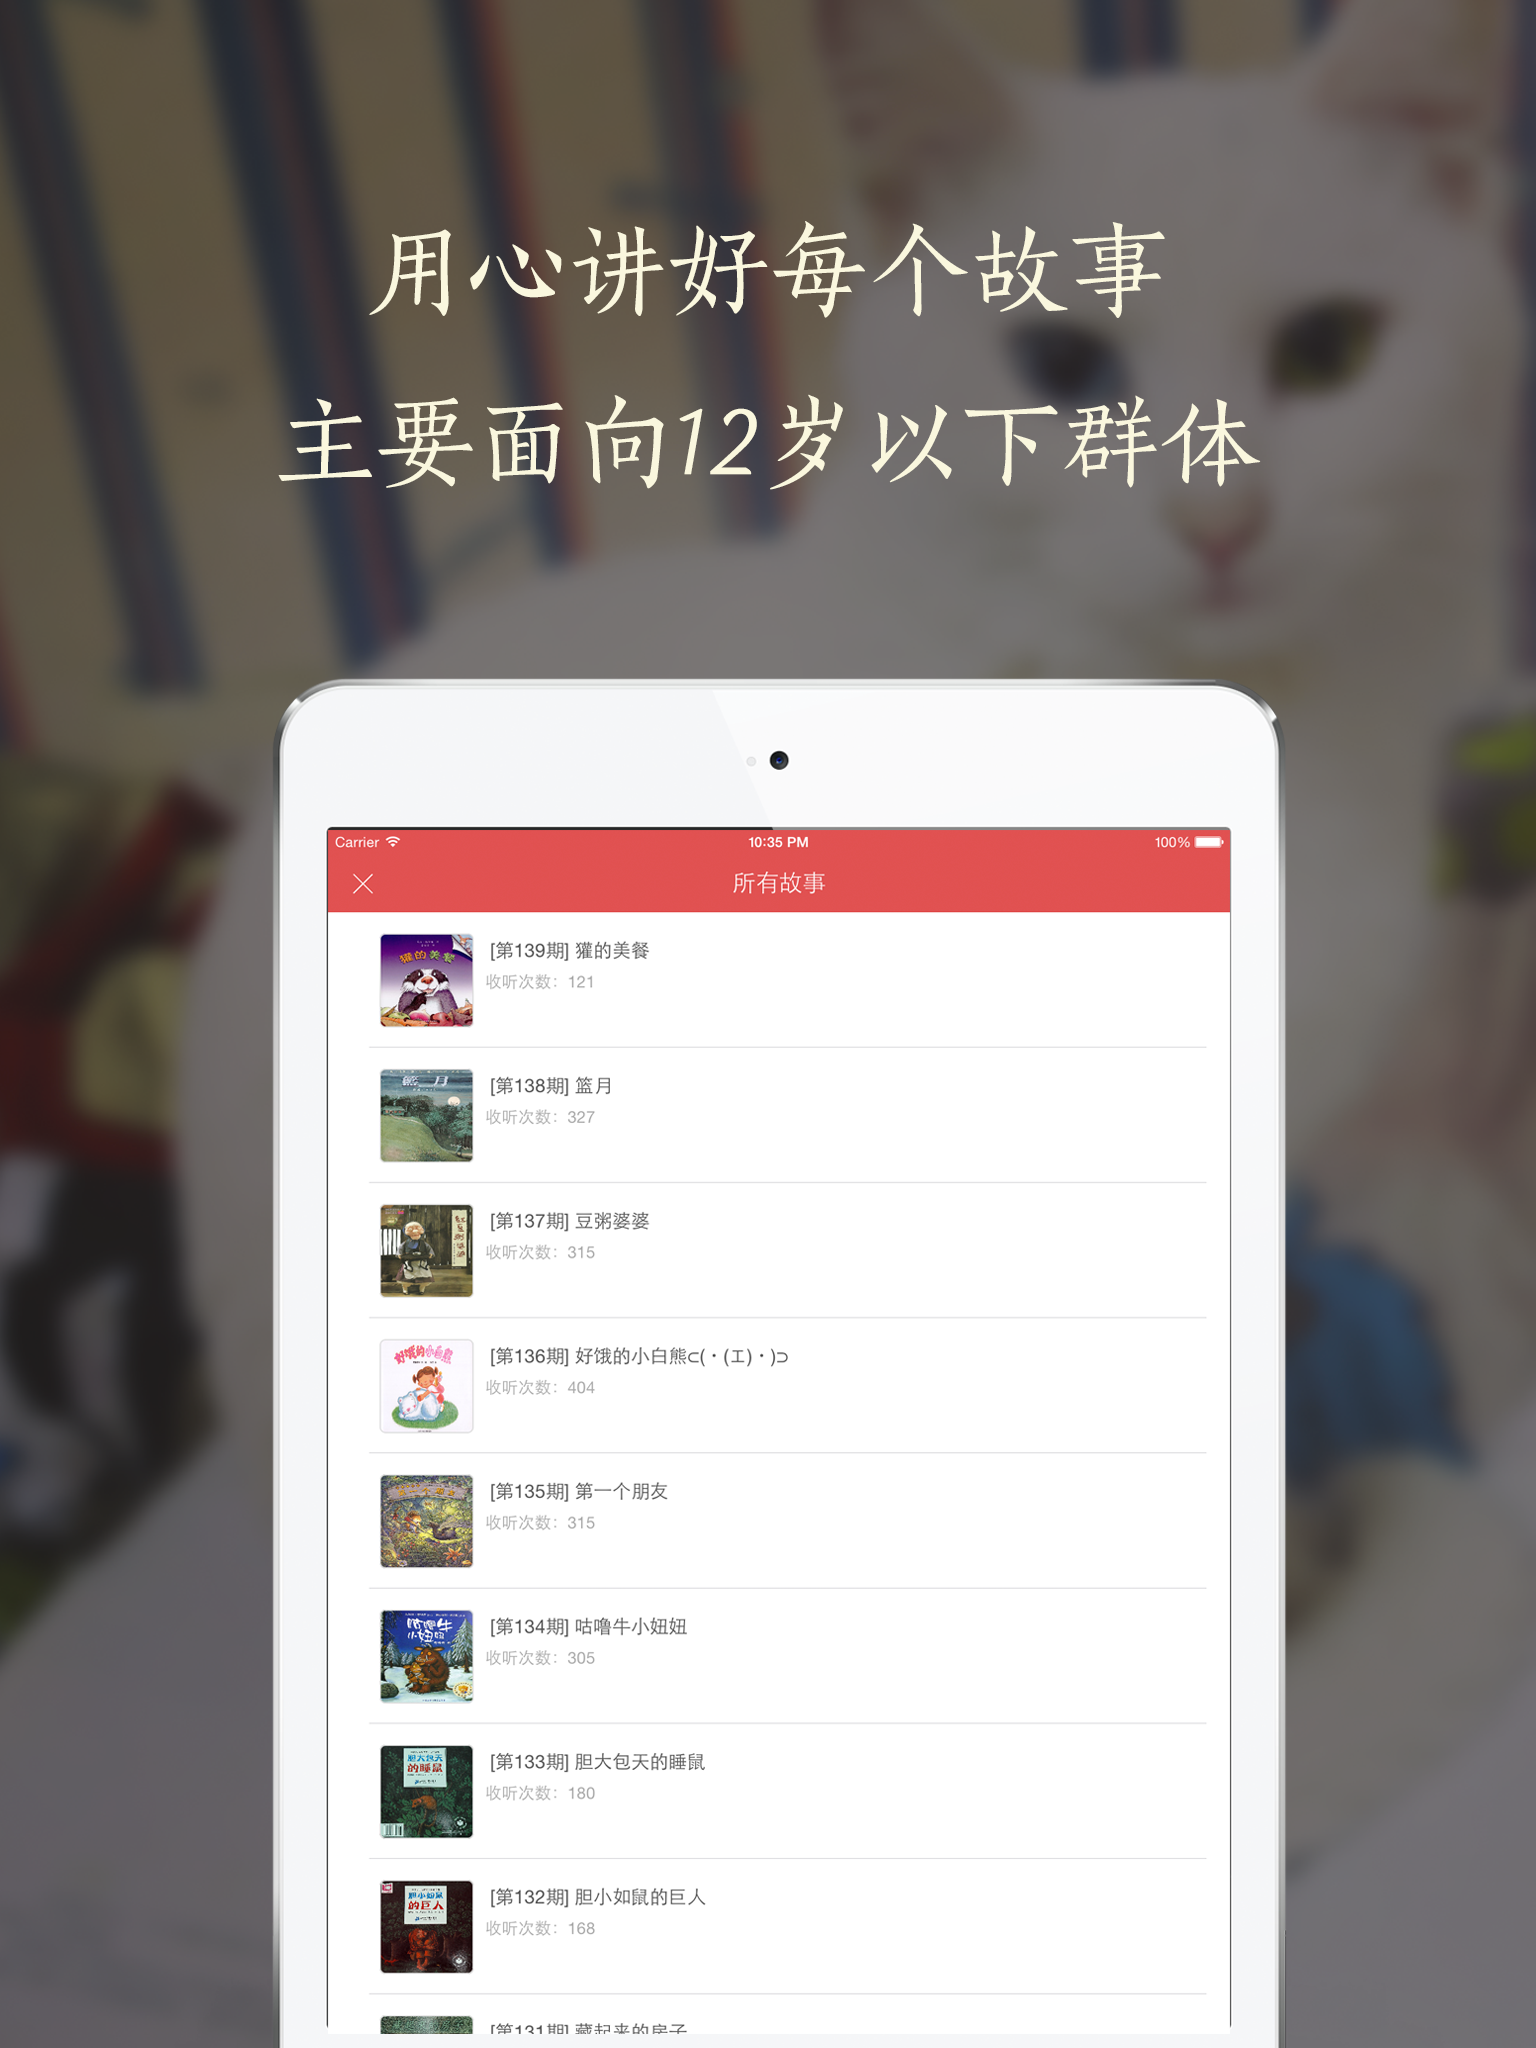 用心讲好每个故事
主要面向12岁以下群体
Carrier 10:35 PM 100%
所有故事
獾的美餐
[第139期] 獾的美餐
收听次数：121
[第138期] 篮月
收听次数：327
[第137期] 豆粥婆婆
收听次数：315
好饿的小白熊
[第136期] 好饿的小白熊⊂(・(エ)・)⊃
收听次数：404
[第135期] 第一个朋友
收听次数：315
咕噜牛
小妞妞
[第134期] 咕噜牛小妞妞
收听次数：305
胆大包天
的睡鼠
[第133期] 胆大包天的睡鼠
收听次数：180
胆小如鼠
的巨人
[第132期] 胆小如鼠的巨人
收听次数：168
[第131期] 藏起来的房子